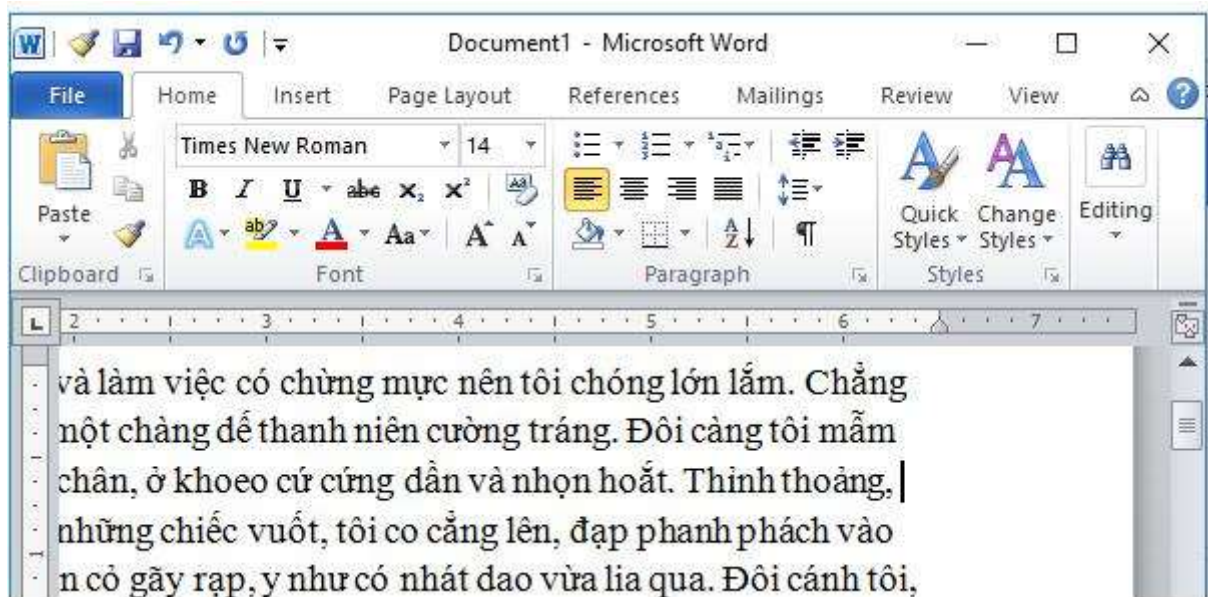 Document1 - Microsoft Word
File Home Insert Page Layout References Mailings Review View
Times New Roman 14
B I U abc x₂ x² Aa
Paste
A ab A Aa A A A Z
Quick Styles Change Styles Editing
Clipboard Font Paragraph Styles
L 2 3 4 5 6 7
và làm việc có chừng mực nên tôi chóng lớn lắm. Chẳng
một chàng dế thanh niên cường tráng. Đôi càng tôi mẫm
chân, ở khoeo cứ cứng dần và nhọn hoắt. Thỉnh thoảng,
những chiếc vuốt, tôi co cẳng lên, đạp phanh phách vào
1
n cỏ gãy rạp, y như có nhát dao vừa lia qua. Đôi cánh tôi,